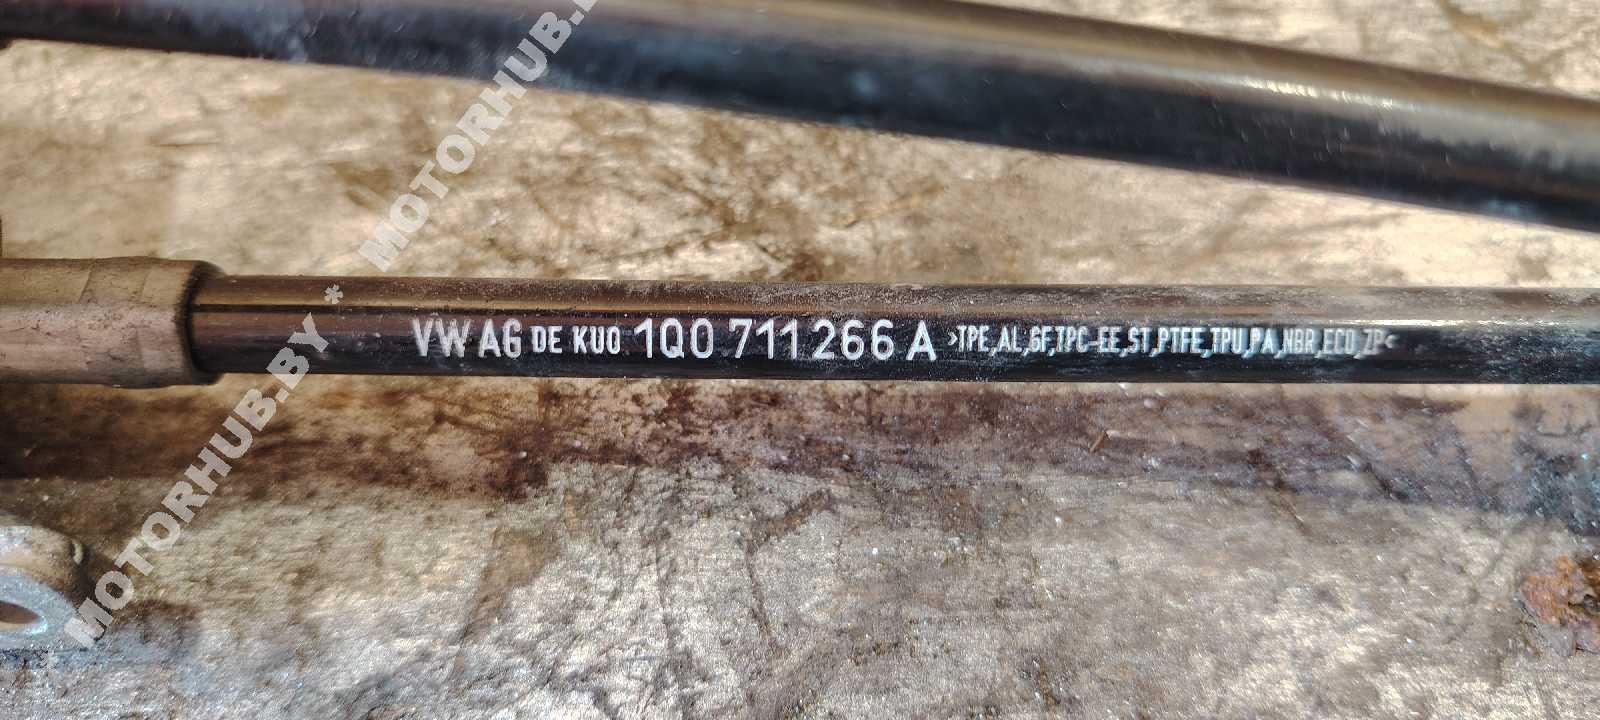 MOTORHUB.BY * MOTORHUB.
VW AG DE KUO 1Q0 711 266 A >TPE,AL,GF,TPC-EE,ST,PTFE,TPU,PA,NBR,ECO,ZP<